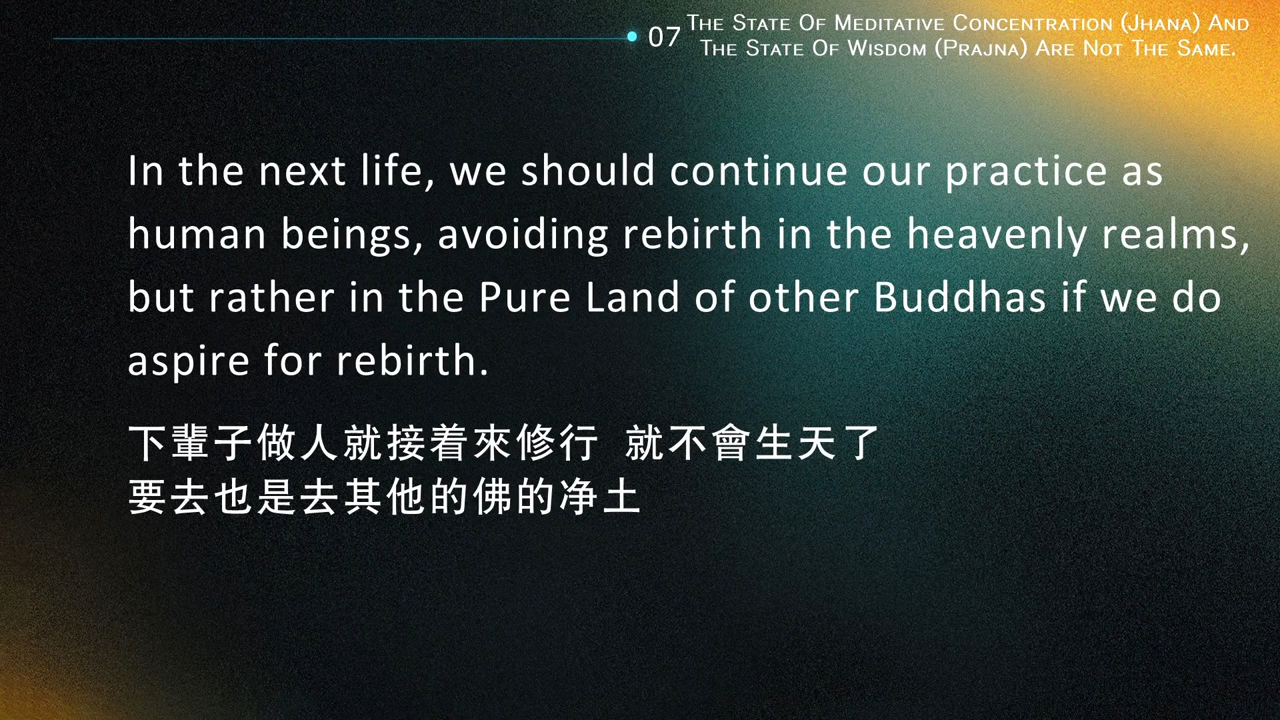 07
The State Of Meditative Concentration (Jhana) And
The State Of Wisdom (Prajna) Are Not The Same.
In the next life, we should continue our practice as
human beings, avoiding rebirth in the heavenly realms,
but rather in the Pure Land of other Buddhas if we do
aspire for rebirth.
下輩子做人就接着來修行 就不會生天了
要去也是去其他的佛的净土